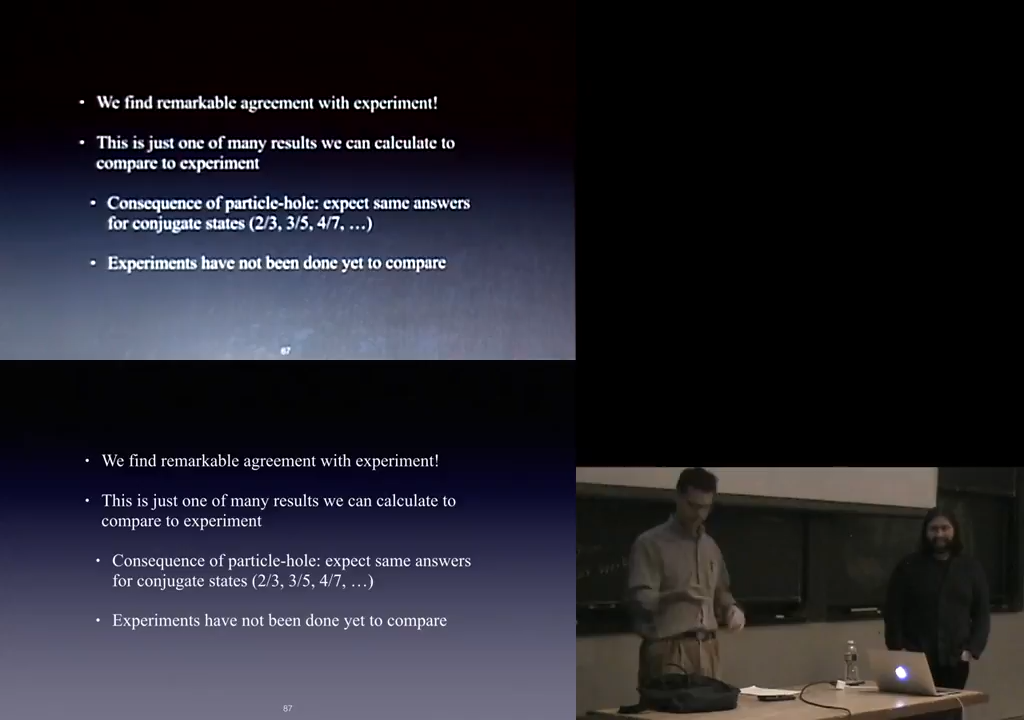 • We find remarkable agreement with experiment!
• This is just one of many results we can calculate to
compare to experiment
• Consequence of particle-hole: expect same answers
for conjugate states (2/3, 3/5, 4/7, …)
• Experiments have not been done yet to compare
87
• We find remarkable agreement with experiment!
• This is just one of many results we can calculate to
compare to experiment
• Consequence of particle-hole: expect same answers
for conjugate states (2/3, 3/5, 4/7, …)
• Experiments have not been done yet to compare
87